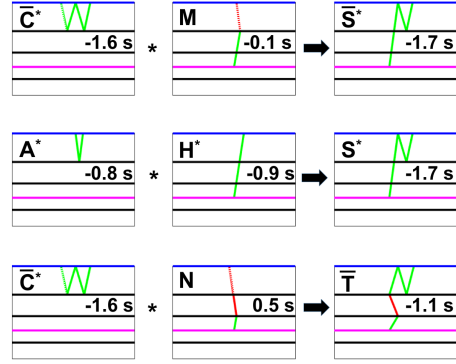 C̅* M S̅*
-1.6 s * -0.1 s -1.7 s
A* H* S*
-0.8 s * -0.9 s -1.7 s
C̅* N T̅
-1.6 s * 0.5 s -1.1 s